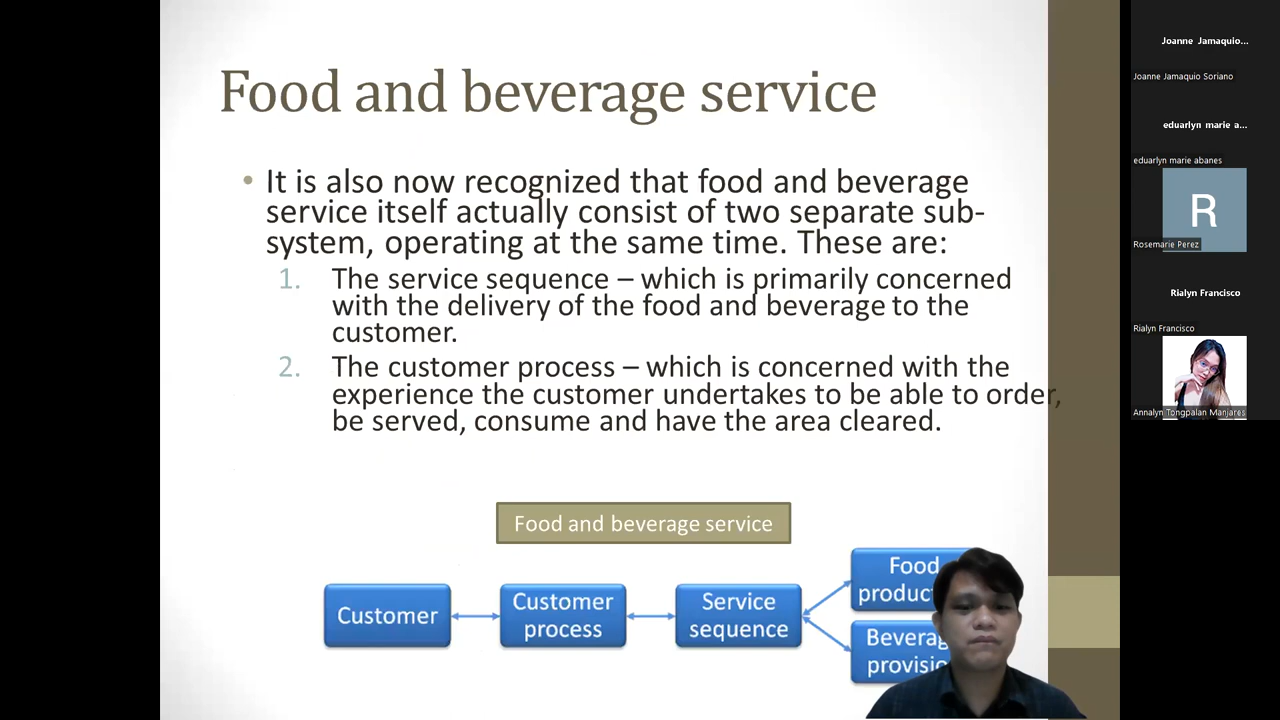 Food and beverage service
• It is also now recognized that food and beverage
service itself actually consist of two separate sub-
system, operating at the same time. These are:
1. The service sequence – which is primarily concerned
with the delivery of the food and beverage to the
customer.
2. The customer process – which is concerned with the
experience the customer undertakes to be able to order,
be served, consume and have the area cleared.
Food and beverage service
Customer
Customer
process
Service
sequence
Food
Joanne Jamaquio...
Joanne Jamaquio Soriano
eduarlyn marie a...
eduarlyn marie abanes
R
Rosemarie Perez
Rialyn Francisco
Rialyn Francisco
Annalyn Tongpalan Manjares